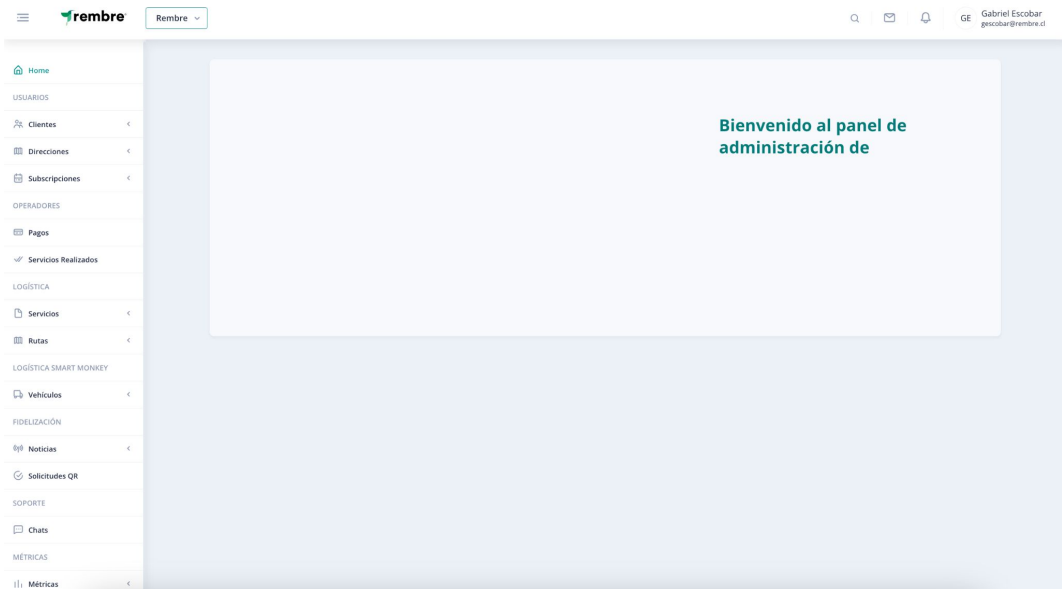 rembre
Rembre
GE
Gabriel Escobar
gescobar@rembre.cl
Home
USUARIOS
Clientes
Direcciones
Subscripciones
OPERADORES
Pagos
Servicios Realizados
LOGÍSTICA
Servicios
Rutas
LOGÍSTICA SMART MONKEY
Vehículos
FIDELIZACIÓN
Noticias
Solicitudes QR
SOPORTE
Chats
MÉTRICAS
Métricas
Bienvenido al panel de
administración de